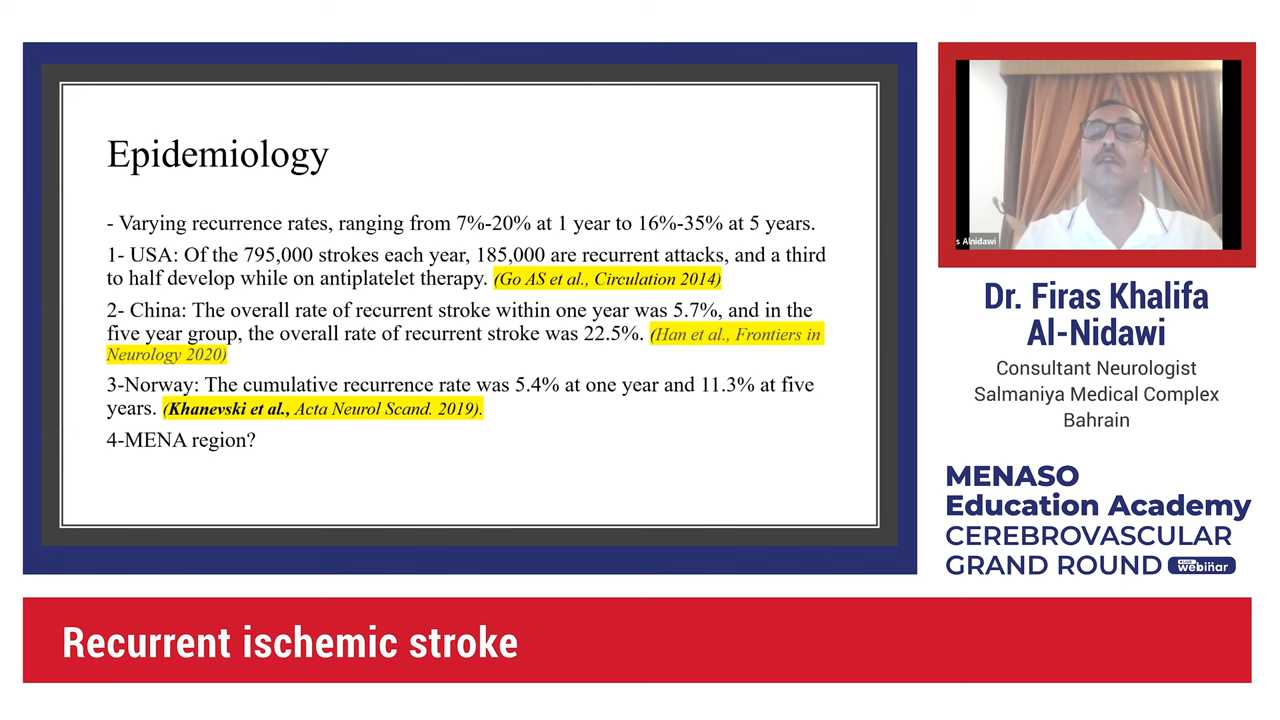 Epidemiology
- Varying recurrence rates, ranging from 7%-20% at 1 year to 16%-35% at 5 years.
1- USA: Of the 795,000 strokes each year, 185,000 are recurrent attacks, and a third
to half develop while on antiplatelet therapy. (Go AS et al., Circulation 2014)
2- China: The overall rate of recurrent stroke within one year was 5.7%, and in the
five year group, the overall rate of recurrent stroke was 22.5%. (Han et al., Frontiers in
Neurology 2020)
3-Norway: The cumulative recurrence rate was 5.4% at one year and 11.3% at five
years. (Khanevski et al., Acta Neurol Scand. 2019).
4-MENA region?
s Alnidawi
Dr. Firas Khalifa
Al-Nidawi
Consultant Neurologist
Salmaniya Medical Complex
Bahrain
MENASO
Education Academy
CEREBROVASCULAR
GRAND ROUND LIVE webinar
Recurrent ischemic stroke